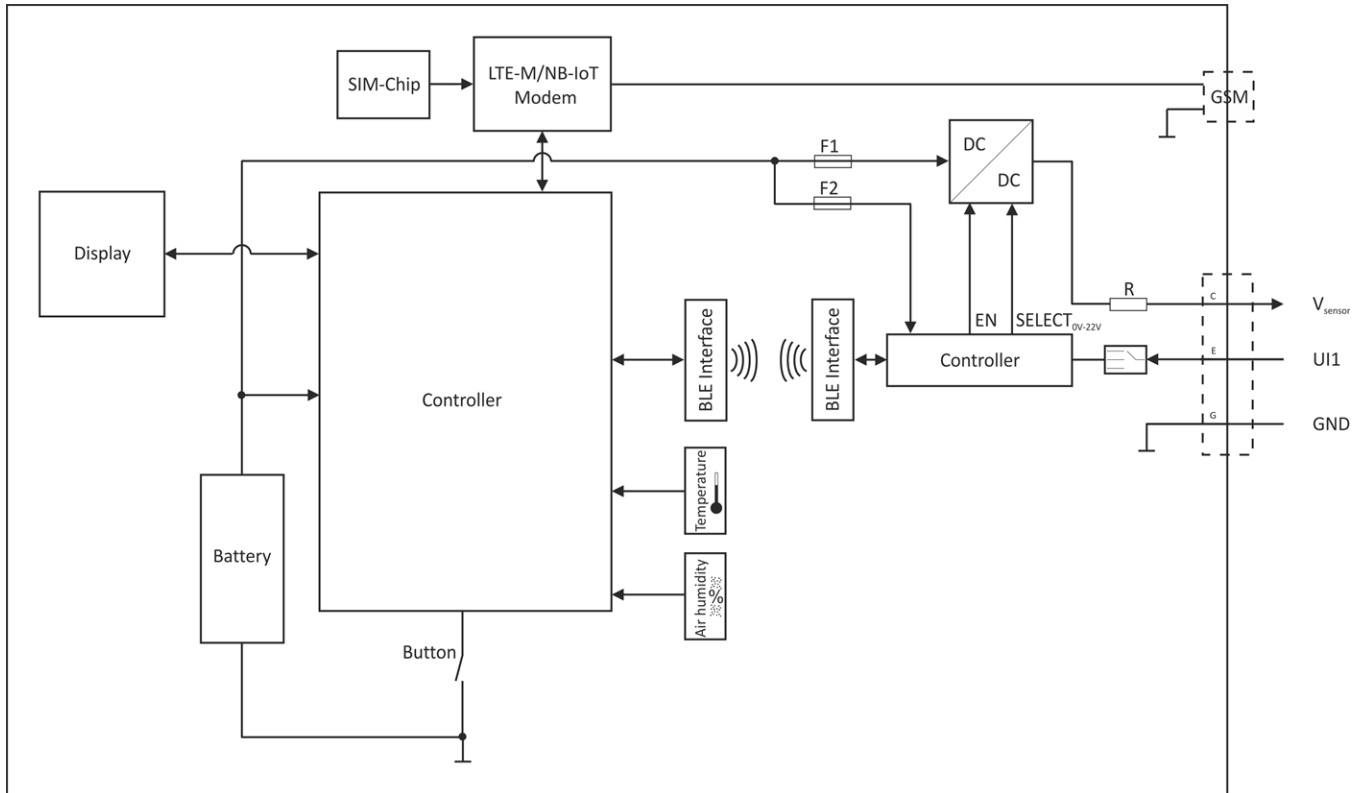 SIM-Chip
LTE-M/NB-IoT
Modem
GSM
F1
DC
DC
F2
Display
R
C
Vsensor
BLE Interface
BLE Interface
EN
SELECT0V-22V
Controller
E
UI1
Controller
G
GND
Temperature
Battery
Air humidity
%
Button